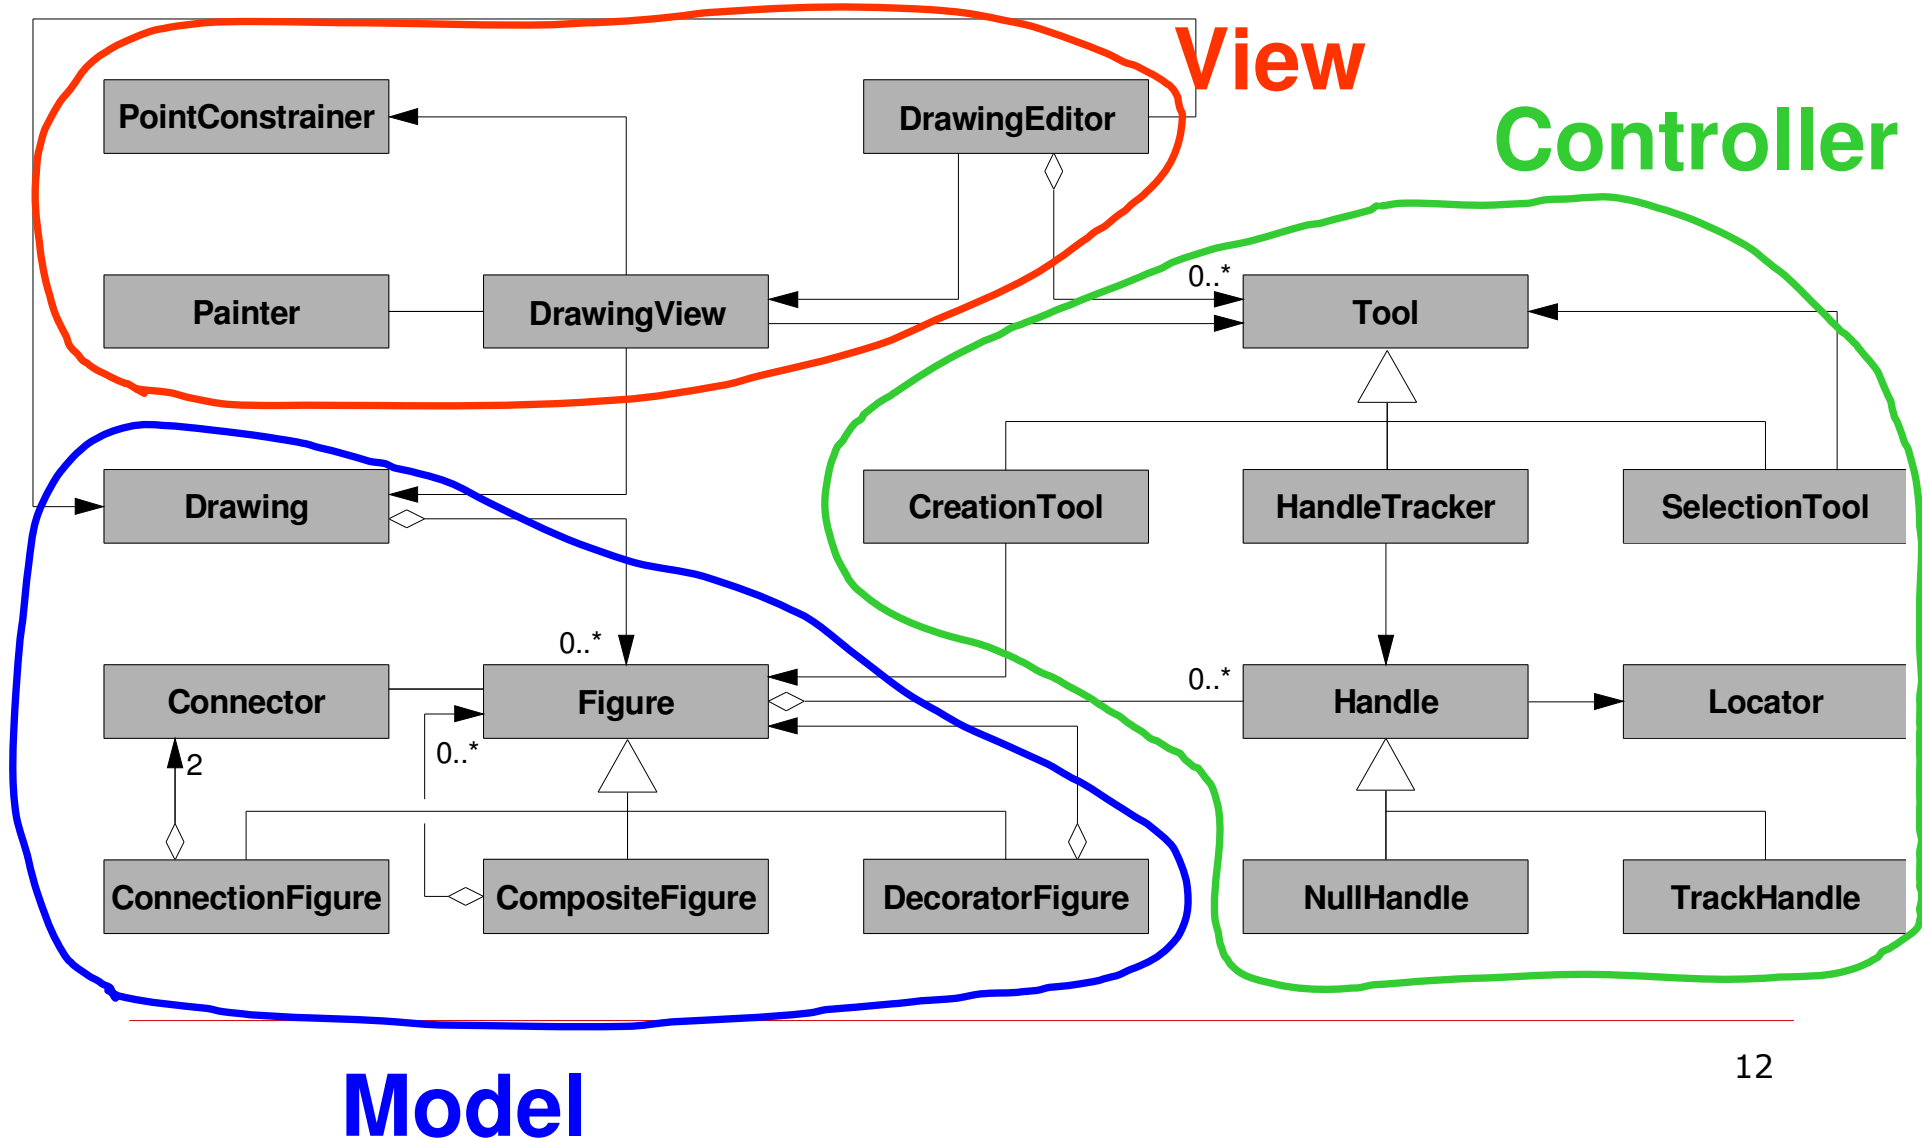 View
Controller
PointConstrainer
DrawingEditor
0..*
Painter
DrawingView
Tool
Drawing
CreationTool
HandleTracker
SelectionTool
0..*
0..*
Connector
Figure
Handle
Locator
0..*
2
ConnectionFigure
CompositeFigure
DecoratorFigure
NullHandle
TrackHandle
12
Model